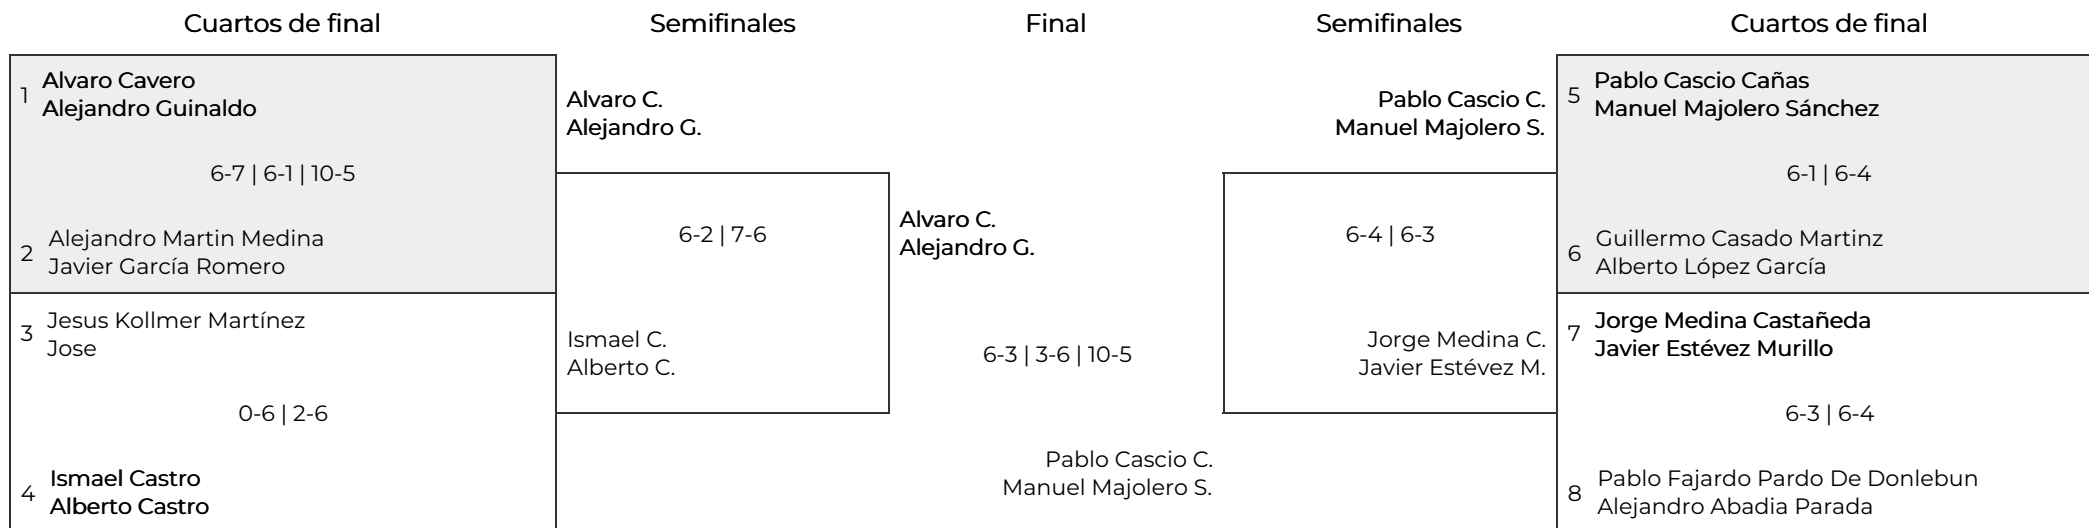 Cuartos de final
Semifinales
Final
Semifinales
Cuartos de final
1
Alvaro Cavero
Alejandro Guinaldo
6-7 | 6-1 | 10-5
2
Alejandro Martin Medina
Javier García Romero
3
Jesus Kollmer Martínez
Jose
0-6 | 2-6
4
Ismael Castro
Alberto Castro
Alvaro C.
Alejandro G.
6-2 | 7-6
Ismael C.
Alberto C.
Alvaro C.
Alejandro G.
6-3 | 3-6 | 10-5
Pablo Cascio C.
Manuel Majolero S.
Pablo Cascio C.
Manuel Majolero S.
6-4 | 6-3
Jorge Medina C.
Javier Estévez M.
5
Pablo Cascio Cañas
Manuel Majolero Sánchez
6-1 | 6-4
6
Guillermo Casado Martinz
Alberto López García
7
Jorge Medina Castañeda
Javier Estévez Murillo
6-3 | 6-4
8
Pablo Fajardo Pardo De Donlebun
Alejandro Abadia Parada